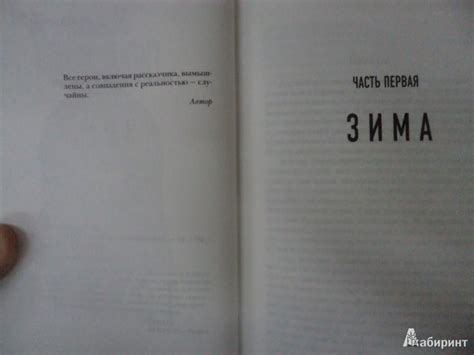 Все герои, включая рассказчика, вымыш-
лены, а совпадения с реальностью — слу-
чайны.
Автор
ЧАСТЬ ПЕРВАЯ
ЗИМА
Лабиринт